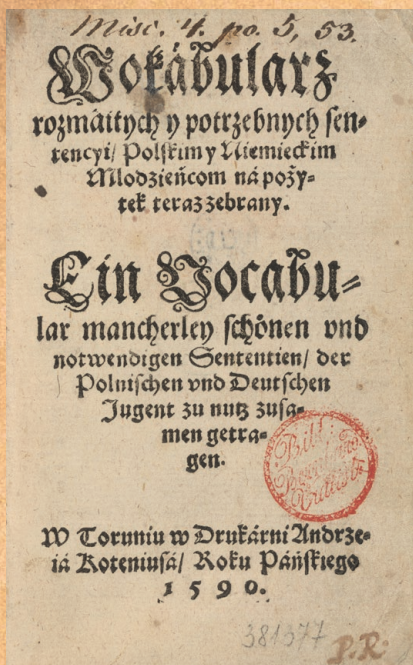 Misc. 4. po. 5, 53.
Wokábularz
rozmáitych y potrzebnych sen⸗
tencyi/ Polskim y Niemieckim
Mlodzieńcom ná poży⸗
tek teraz zebrany.
Ein Vocabu⸗
lar mancherley schönen vnd
notwendigen Sententien/ der
Polnischen vnd Deutschen
Jugent zu nutz zusa⸗
men getra⸗
gen.
W Toruniu w Drukárni Andrze⸗
iá Koteniusá/ Roku Páńskiego
1590.
381377
P.R.